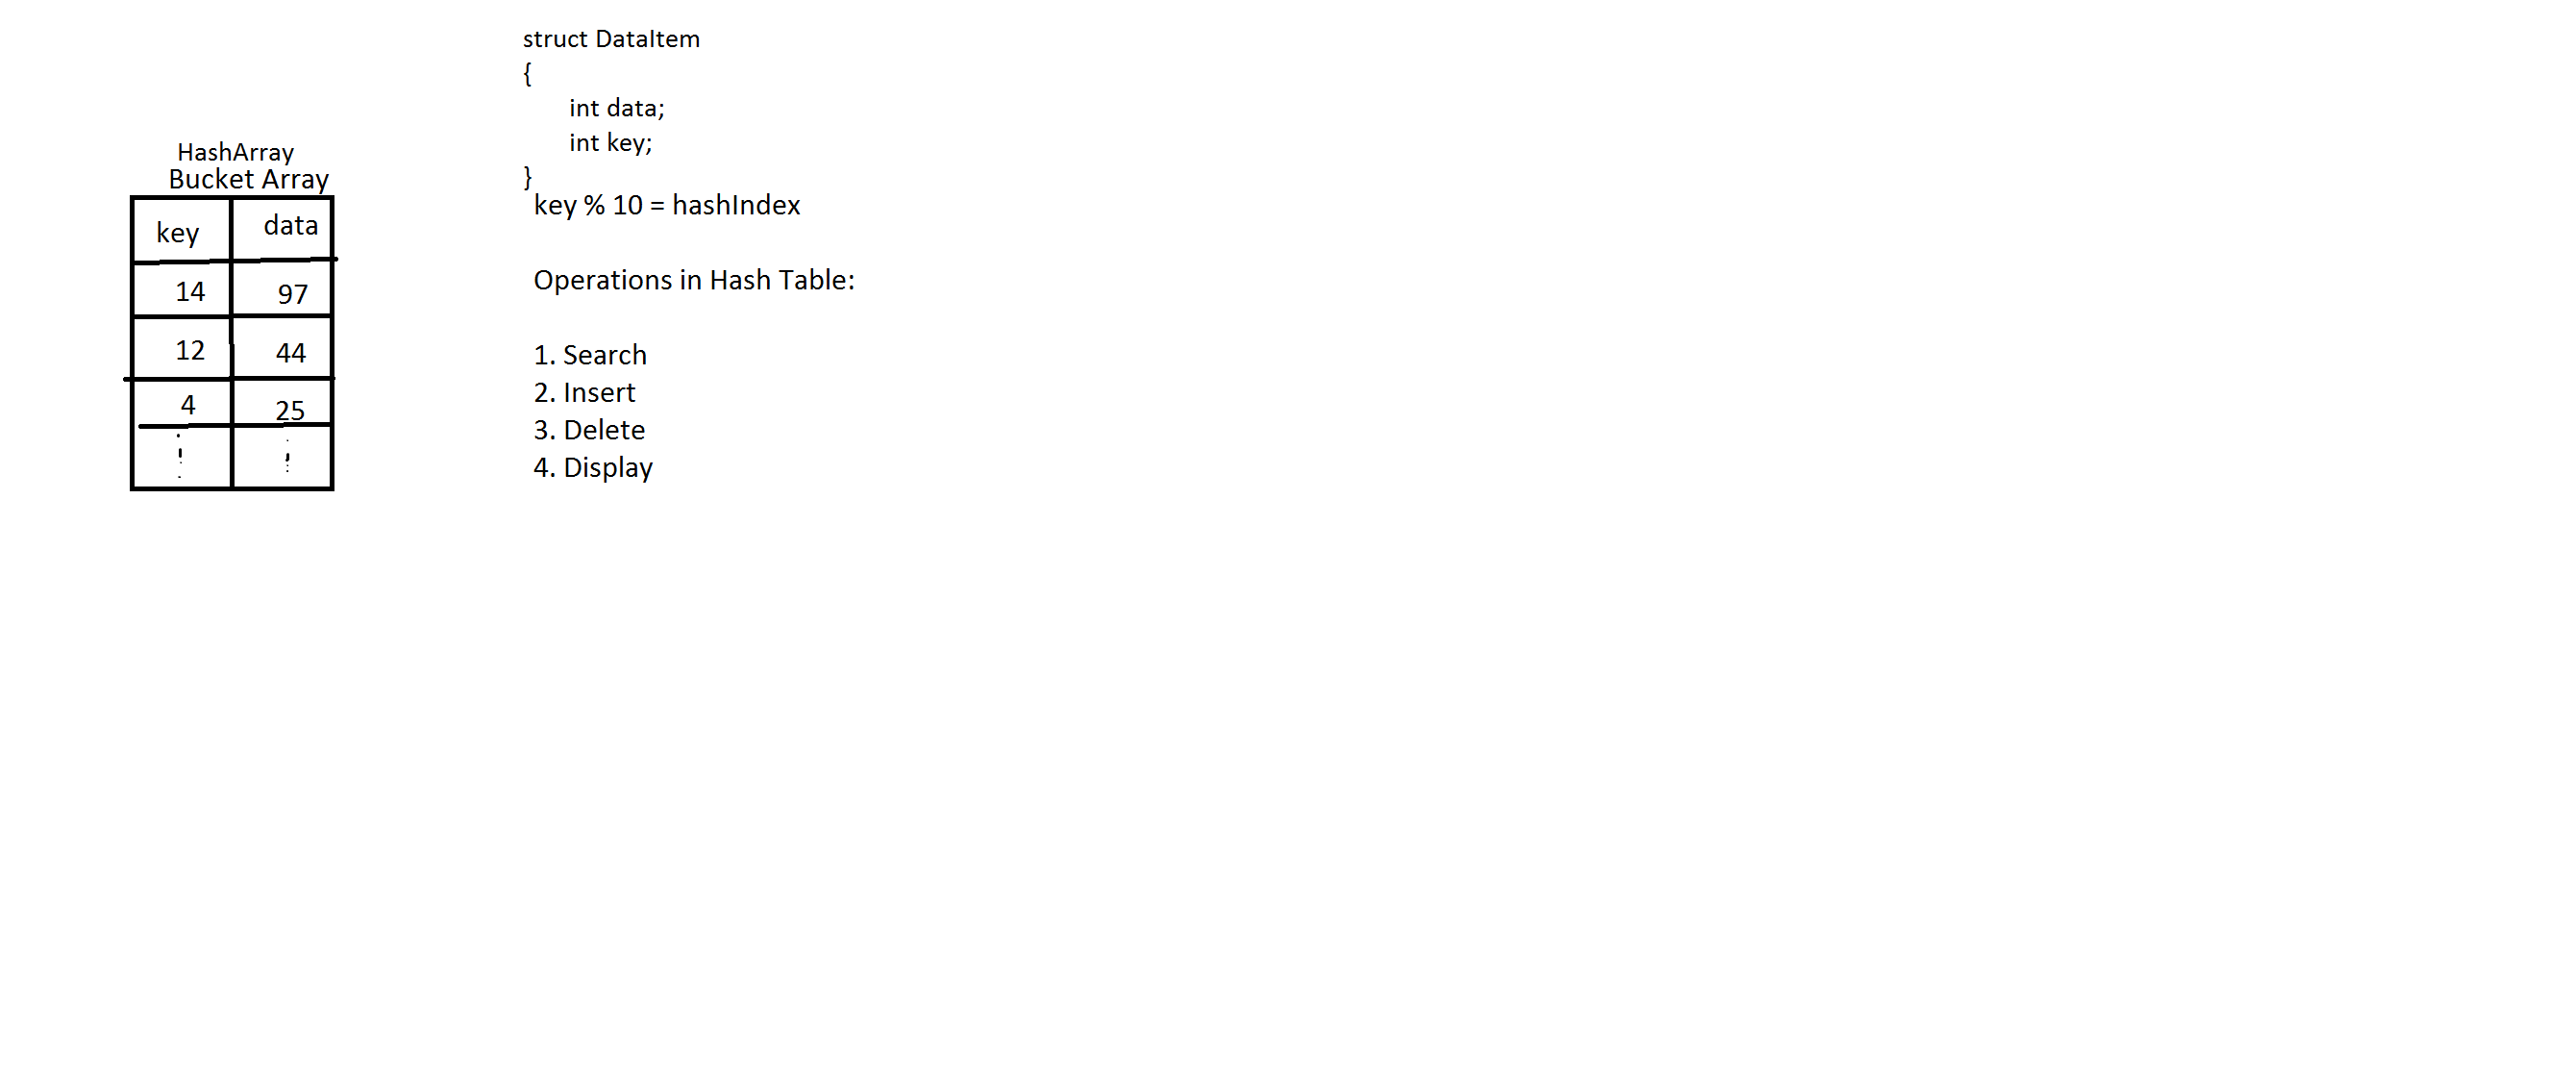 struct DataItem
{
int data;
int key;
}
key % 10 = hashIndex
Operations in Hash Table:
1. Search
2. Insert
3. Delete
4. Display
HashArray
Bucket Array
key data
14 97
12 44
4 25